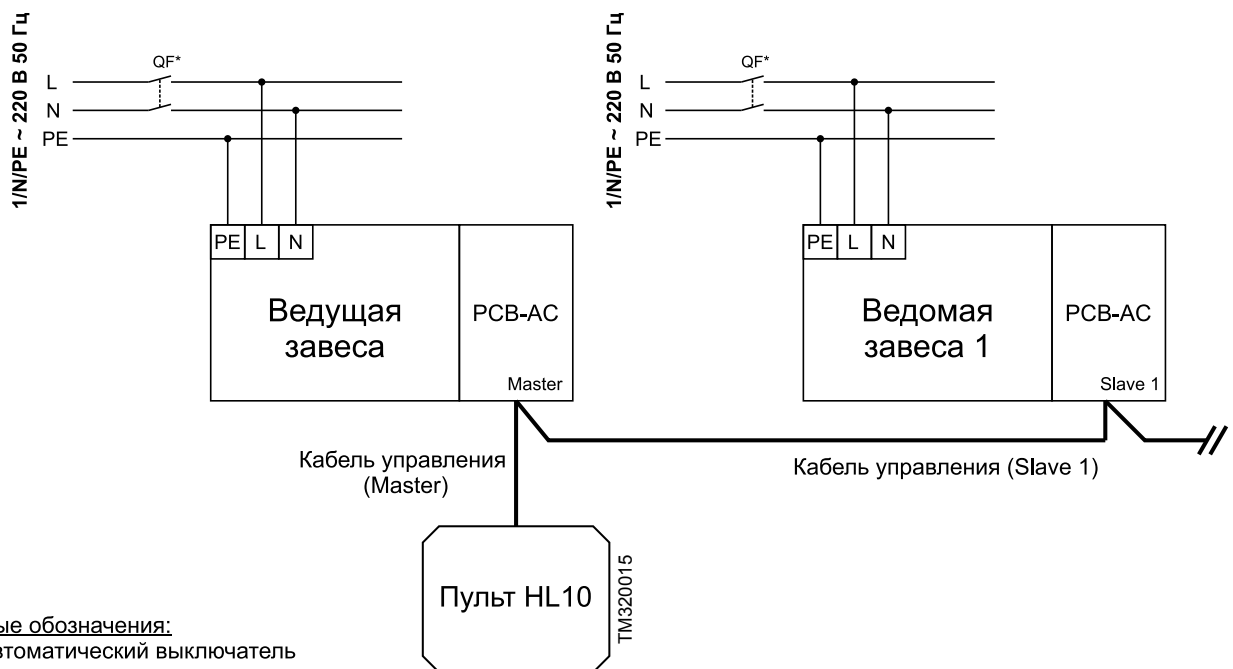 1/N/PE ~ 220 В 50 Гц
L
N
PE
QF*
PE L N
Ведущая
завеса
PCB-AC
Master
1/N/PE ~ 220 В 50 Гц
L
N
PE
QF*
PE L N
Ведомая
завеса 1
PCB-AC
Slave 1
Кабель управления
(Master)
Кабель управления (Slave 1)
Пульт HL10
TM320015
обозначения:
выключатель